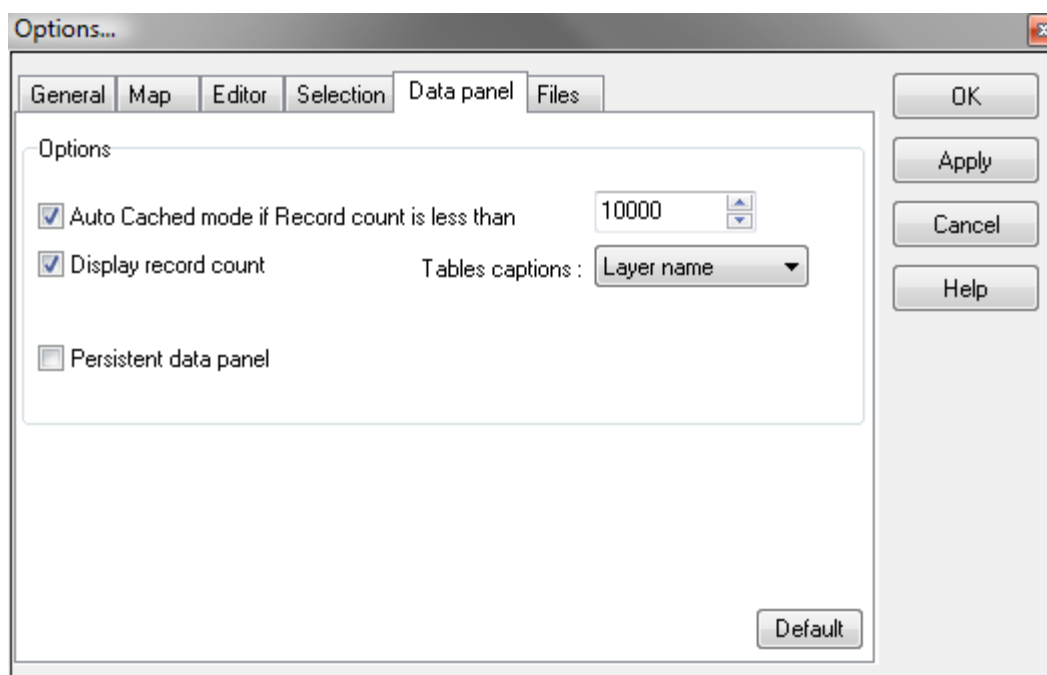 Options...
General Map Editor Selection Data panel Files
OK
Options
Apply
Auto Cached mode if Record count is less than 10000
Cancel
Display record count Tables captions : Layer name
Help
Persistent data panel
Default